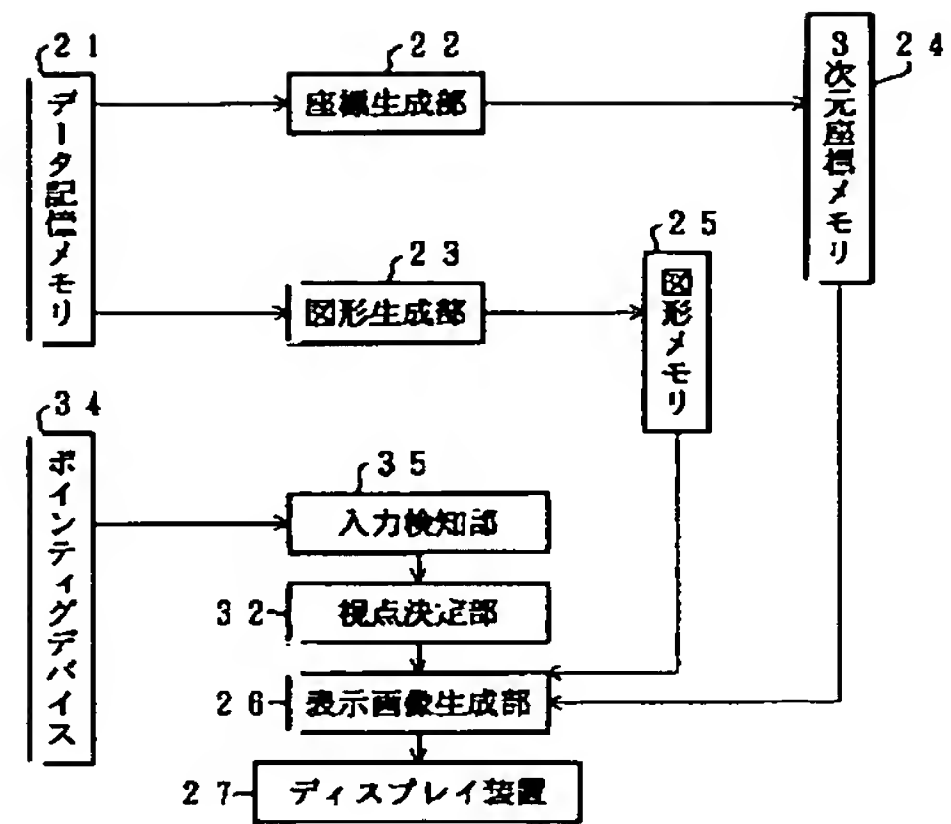 21
データ記憶メモリ
22
座標生成部
3次元座標メモリ
24
23
図形生成部
25
図形メモリ
34
ポインティグデバイス
35
入力検知部
32
視点決定部
26
表示画像生成部
27
ディスプレイ装置